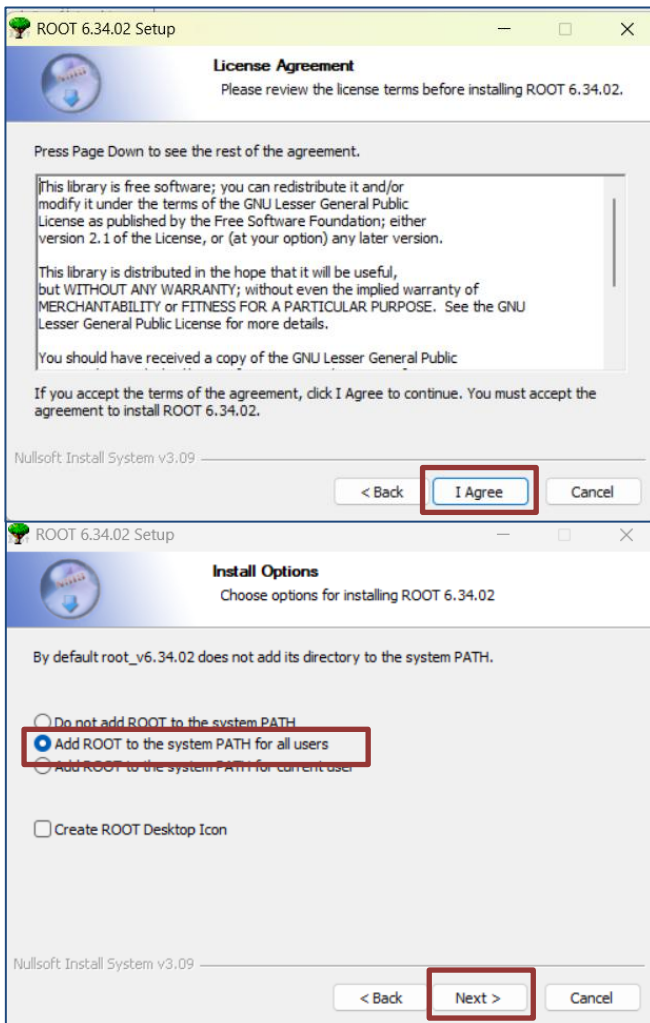 ROOT 6.34.02 Setup
License Agreement
Please review the license terms before installing ROOT 6.34.02.
Press Page Down to see the rest of the agreement.
This library is free software; you can redistribute it and/or
modify it under the terms of the GNU Lesser General Public
License as published by the Free Software Foundation; either
version 2.1 of the License, or (at your option) any later version.
This library is distributed in the hope that it will be useful,
but WITHOUT ANY WARRANTY; without even the implied warranty of
MERCHANTABILITY or FITNESS FOR A PARTICULAR PURPOSE.  See the GNU
Lesser General Public License for more details.
You should have received a copy of the GNU Lesser General Public
If you accept the terms of the agreement, click I Agree to continue. You must accept the
agreement to install ROOT 6.34.02.
Nullsoft Install System v3.09
< Back I Agree Cancel
ROOT 6.34.02 Setup
Install Options
Choose options for installing ROOT 6.34.02
By default root_v6.34.02 does not add its directory to the system PATH.
Do not add ROOT to the system PATH
Add ROOT to the system PATH for all users
Add ROOT to the system PATH for current user
Create ROOT Desktop Icon
Nullsoft Install System v3.09
< Back Next > Cancel